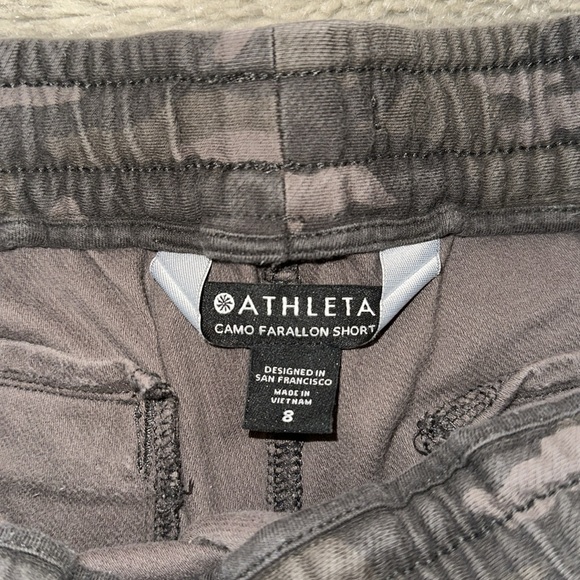 ATHLETA
CAMO FARALLON SHORT
DESIGNED IN
SAN FRANCISCO
MADE IN
VIETNAM
8